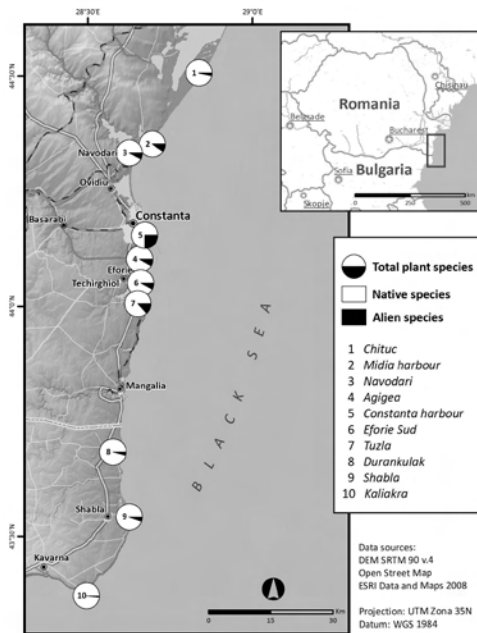 28°30'E
29°0'E
44°30'N
1
2
Navodari
3
Ovidiu
Basarabi
Constanta
5
4
Eforie
Techirghiol
6
7
44°0'N
Mangalia
BLACK SEA
8
Shabla
9
43°30'N
Kavarna
10
Km
0 15 30
Chisinau
Romania
Belgrade
Bucharest
Bulgaria
Sofia
Skopje
km
0 250 500
Total plant species
Native species
Alien species
1 Chituc
2 Midia harbour
3 Navodari
4 Agigea
5 Constanta harbour
6 Eforie Sud
7 Tuzla
8 Durankulak
9 Shabla
10 Kaliakra
Data sources:
DEM SRTM 90 v.4
Open Street Map
ESRI Data and Maps 2008
Projection: UTM Zona 35N
Datum: WGS 1984